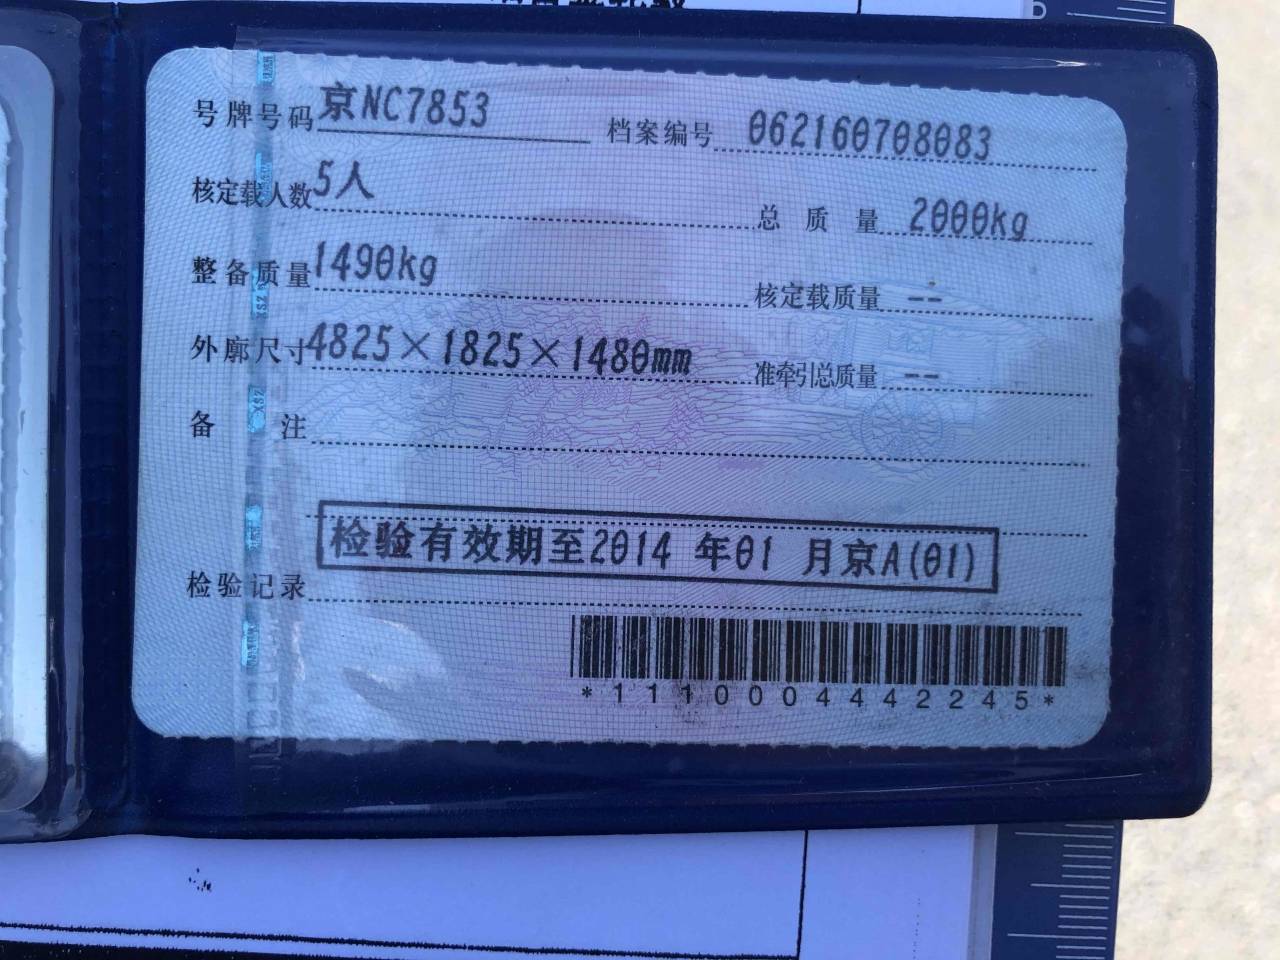 号牌号码 京NC7853 档案编号 062160708083
核定载人数 5人 总质量 2000kg
整备质量 1490kg 核定载质量 --
外廓尺寸 4825×1825×1480mm 准牵引总质量 --
备注
检验有效期至2014 年01 月京A(01)
检验记录
*1110004442245*